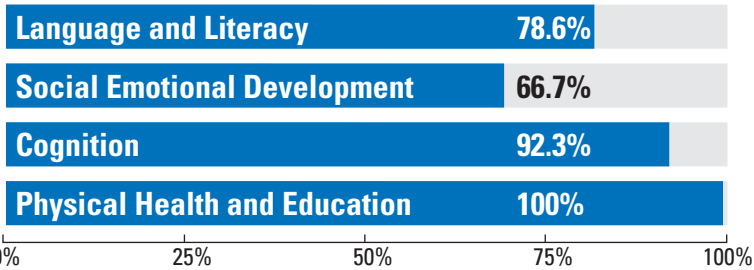 Language and Literacy 78.6%
Social Emotional Development 66.7%
Cognition 92.3%
Physical Health and Education 100%
0% 25% 50% 75% 100%